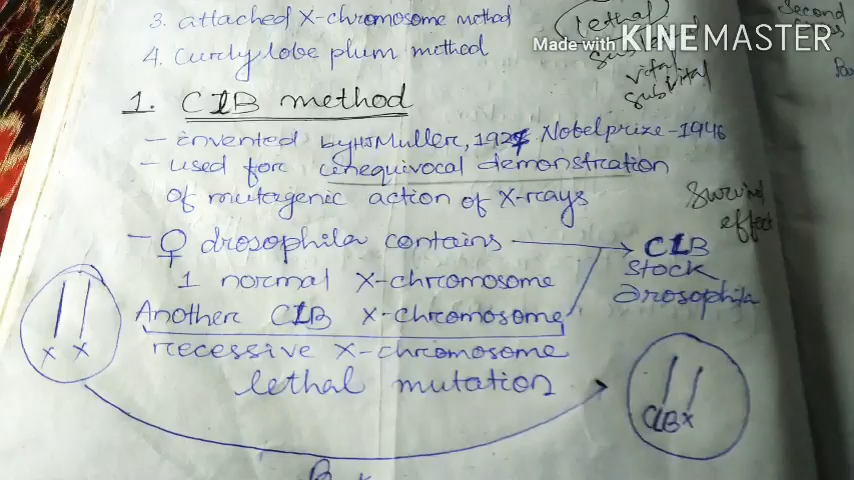 3. attached X-chromosome method
4. Curly lobe plum method
lethal
Second
Made with KINEMASTER
vital
subvital
1. ClB method
- invented by HJ Muller, 1927, Nobel prize - 1946
- used for unequivocal demonstration
of mutagenic action of X-rays
Survival
effect
- ♀ drosophila contains
ClB
stock
drosophila
1 normal X-chromosome
Another ClB X-chromosome
recessive X-chromosome
lethal mutation
X X
ClB X